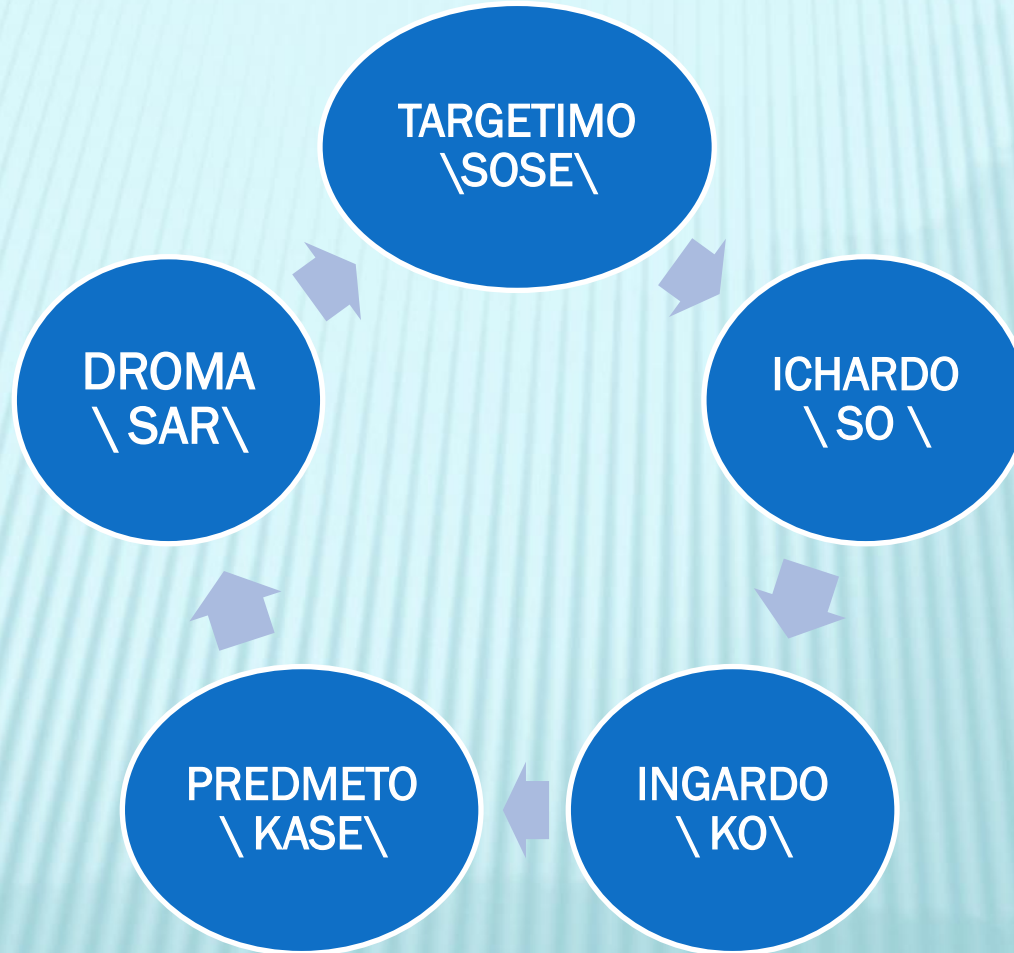 TARGETIMO
\SOSE\
ICHARDO
\ SO \
INGARDO
\ KO\
PREDMETO
\ KASE\
DROMA
\ SAR\